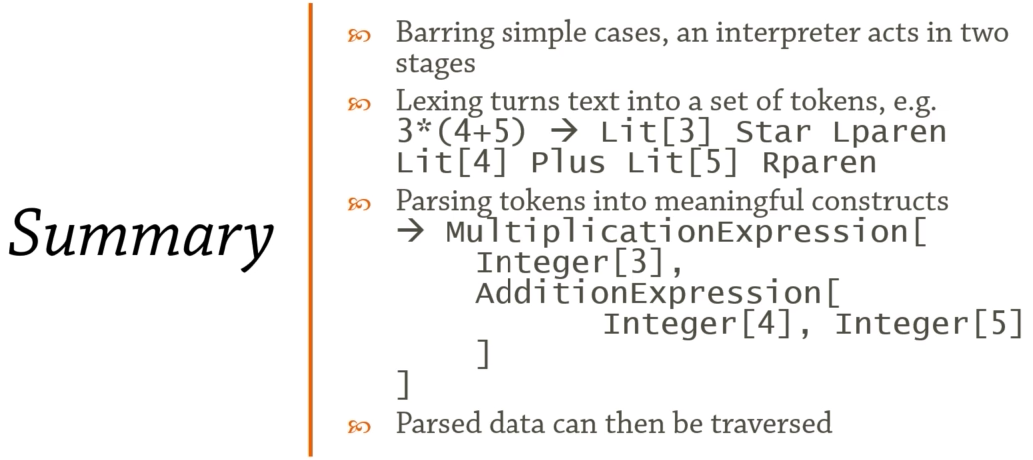 Summary
Barring simple cases, an interpreter acts in two
stages
Lexing turns text into a set of tokens, e.g.
3*(4+5) → Lit[3] Star Lparen
Lit[4] Plus Lit[5] Rparen
Parsing tokens into meaningful constructs
→ MultiplicationExpression[
Integer[3],
AdditionExpression[
Integer[4], Integer[5]
]
]
Parsed data can then be traversed